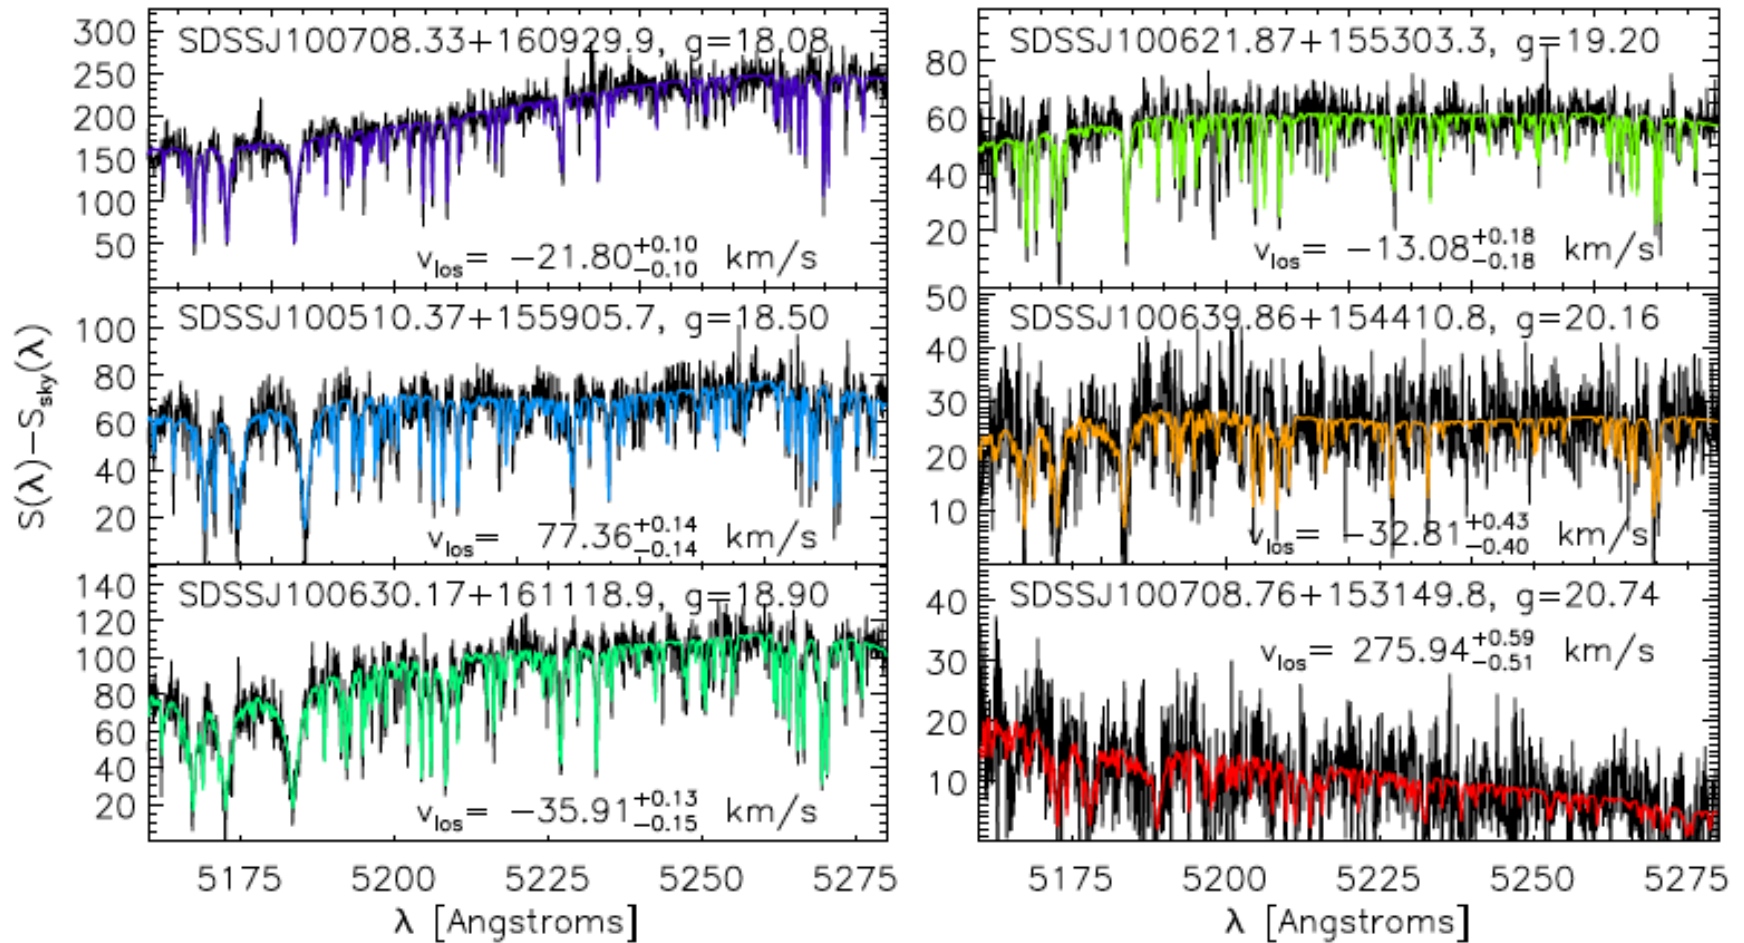 S(λ)−S_sky(λ)
300
250
200
150
100
50
SDSSJ100708.33+160929.9, g=18.08
v_los= −21.80 +0.10 −0.10 km/s
100
80
60
40
20
SDSSJ100510.37+155905.7, g=18.50
v_los= 77.36 +0.14 −0.14 km/s
140
120
100
80
60
40
20
SDSSJ100630.17+161118.9, g=18.90
v_los= −35.91 +0.13 −0.15 km/s
5175 5200 5225 5250 5275
λ [Angstroms]
80
60
40
20
SDSSJ100621.87+155303.3, g=19.20
v_los= −13.08 +0.18 −0.18 km/s
50
40
30
20
10
SDSSJ100639.86+154410.8, g=20.16
v_los= −32.81 +0.43 −0.40 km/s
40
30
20
10
SDSSJ100708.76+153149.8, g=20.74
v_los= 275.94 +0.59 −0.51 km/s
5175 5200 5225 5250 5275
λ [Angstroms]